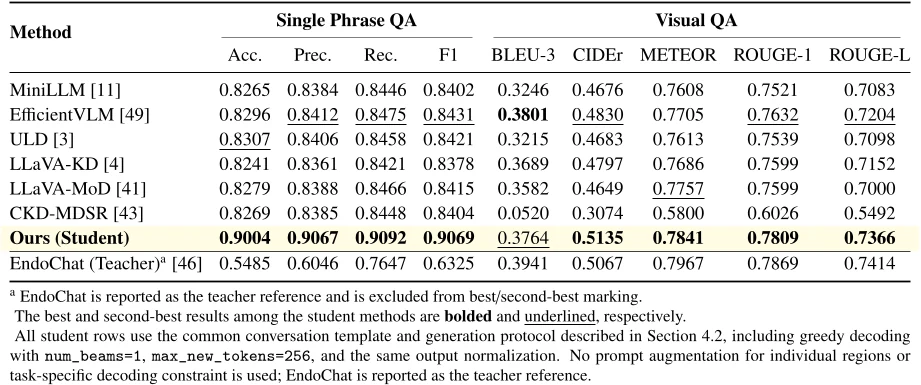 Method Single Phrase QA Visual QA
Acc. Prec. Rec. F1 BLEU-3 CIDEr METEOR ROUGE-1 ROUGE-L
MiniLLM [11] 0.8265 0.8384 0.8446 0.8402 0.3246 0.4676 0.7608 0.7521 0.7083
EfficientVLM [49] 0.8296 0.8412 0.8475 0.8431 0.3801 0.4830 0.7705 0.7632 0.7204
ULD [3] 0.8307 0.8406 0.8458 0.8421 0.3215 0.4683 0.7613 0.7539 0.7098
LLaVA-KD [4] 0.8241 0.8361 0.8421 0.8378 0.3689 0.4797 0.7686 0.7599 0.7152
LLaVA-MoD [41] 0.8279 0.8388 0.8466 0.8415 0.3582 0.4649 0.7757 0.7599 0.7000
CKD-MDSR [43] 0.8269 0.8385 0.8448 0.8404 0.0520 0.3074 0.5800 0.6026 0.5492
Ours (Student) 0.9004 0.9067 0.9092 0.9069 0.3764 0.5135 0.7841 0.7809 0.7366
EndoChat (Teacher)ᵃ [46] 0.5485 0.6046 0.7647 0.6325 0.3941 0.5067 0.7967 0.7869 0.7414
ᵃ EndoChat is reported as the teacher reference and is excluded from best/second-best marking.
The best and second-best results among the student methods are bolded and underlined, respectively.
All student rows use the common conversation template and generation protocol described in Section 4.2, including greedy decoding
with num_beams=1, max_new_tokens=256, and the same output normalization. No prompt augmentation for individual regions or
task-specific decoding constraint is used; EndoChat is reported as the teacher reference.